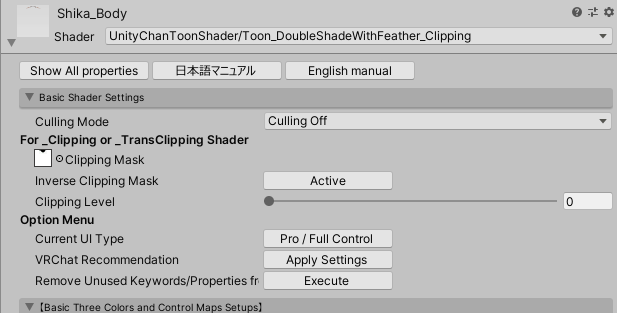 Shika_Body
Shader UnityChanToonShader/Toon_DoubleShadeWithFeather_Clipping
Show All properties 日本語マニュアル English manual
Basic Shader Settings
Culling Mode Culling Off
For _Clipping or _TransClipping Shader
Clipping Mask
Inverse Clipping Mask Active
Clipping Level 0
Option Menu
Current UI Type Pro / Full Control
VRChat Recommendation Apply Settings
Remove Unused Keywords/Properties fr Execute
【Basic Three Colors and Control Maps Setups】